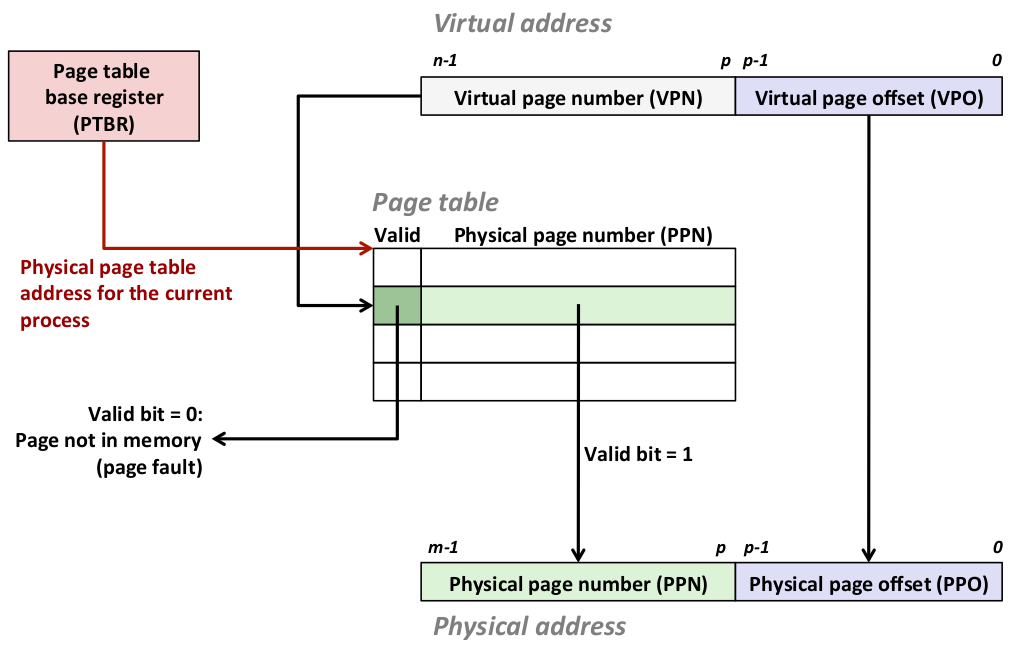 Virtual address
n-1 p p-1 0
Page table
base register
(PTBR)
Virtual page number (VPN) Virtual page offset (VPO)
Page table
Valid Physical page number (PPN)
Physical page table
address for the current
process
Valid bit = 0:
Page not in memory
(page fault)
Valid bit = 1
m-1 p p-1 0
Physical page number (PPN) Physical page offset (PPO)
Physical address